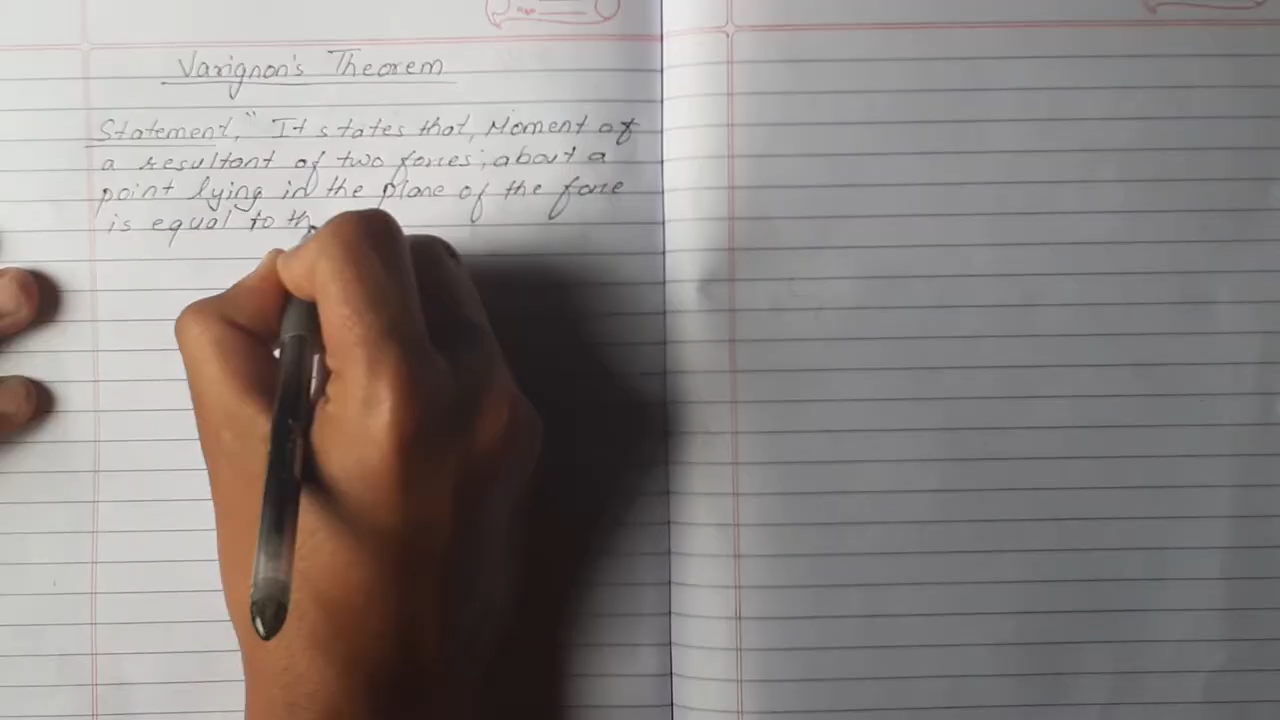 Varignon's Theorem
Statement, " It states that, Moment of
a resultant of two forces, about a
point lying in the plane of the force
is equal to th